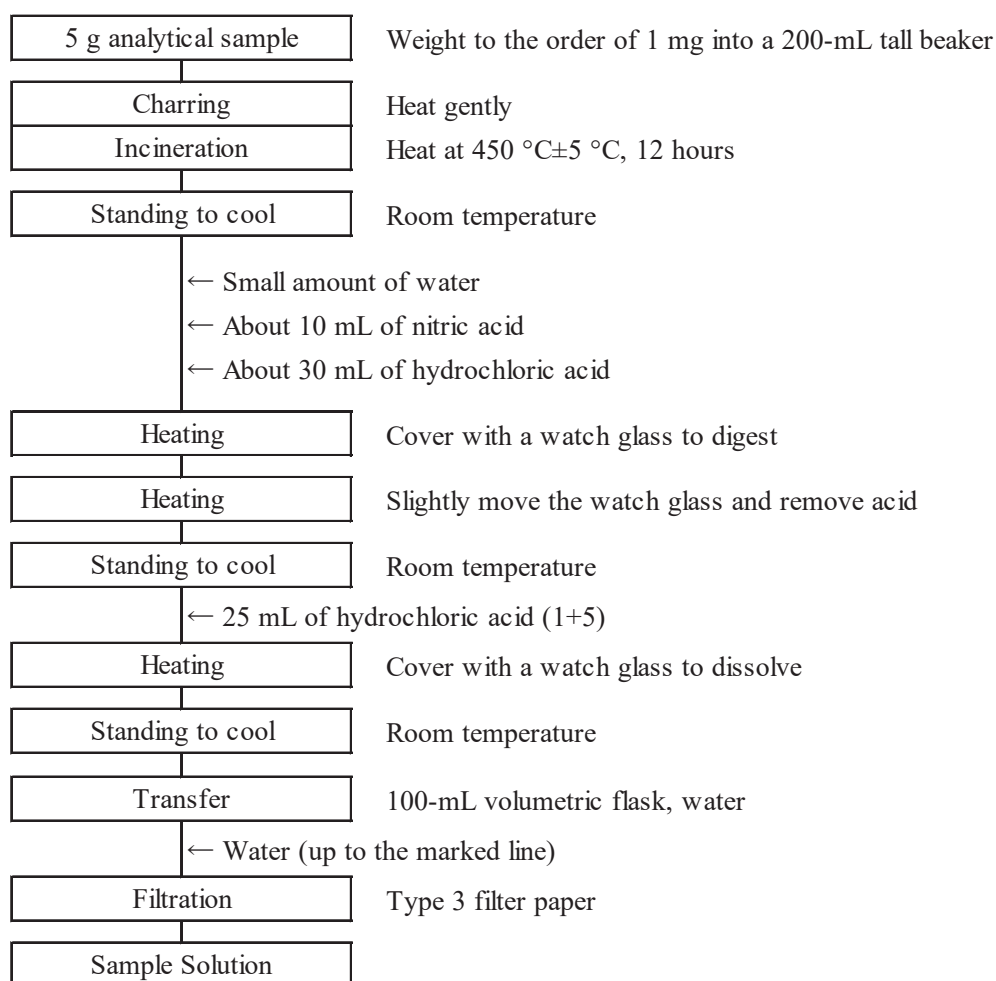 5 g analytical sample Weight to the order of 1 mg into a 200-mL tall beaker
Charring Heat gently
Incineration Heat at 450 °C±5 °C, 12 hours
Standing to cool Room temperature
← Small amount of water
← About 10 mL of nitric acid
← About 30 mL of hydrochloric acid
Heating Cover with a watch glass to digest
Heating Slightly move the watch glass and remove acid
Standing to cool Room temperature
← 25 mL of hydrochloric acid (1+5)
Heating Cover with a watch glass to dissolve
Standing to cool Room temperature
Transfer 100-mL volumetric flask, water
← Water (up to the marked line)
Filtration Type 3 filter paper
Sample Solution